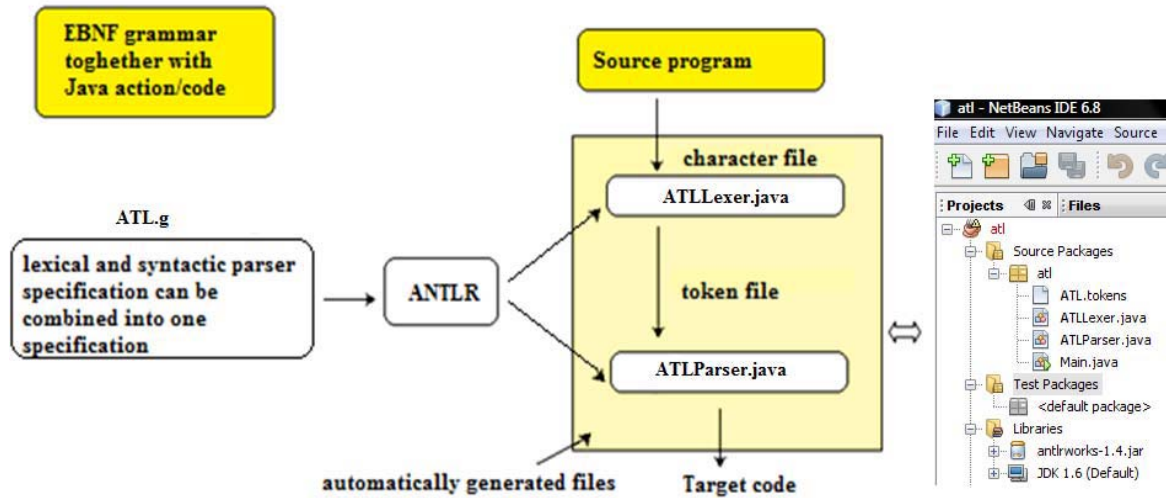 EBNF grammar
toghether with
Java action/code
Source program
character file
ATLLexer.java
ATL.g
lexical and syntactic parser
specification can be
combined into one
specification
ANTLR
token file
ATLParser.java
automatically generated files
Target code
atl - NetBeans IDE 6.8
File Edit View Navigate Source
Projects
Files
atl
Source Packages
atl
ATL.tokens
ATLLexer.java
ATLParser.java
Main.java
Test Packages
<default package>
Libraries
antlrworks-1.4.jar
JDK 1.6 (Default)